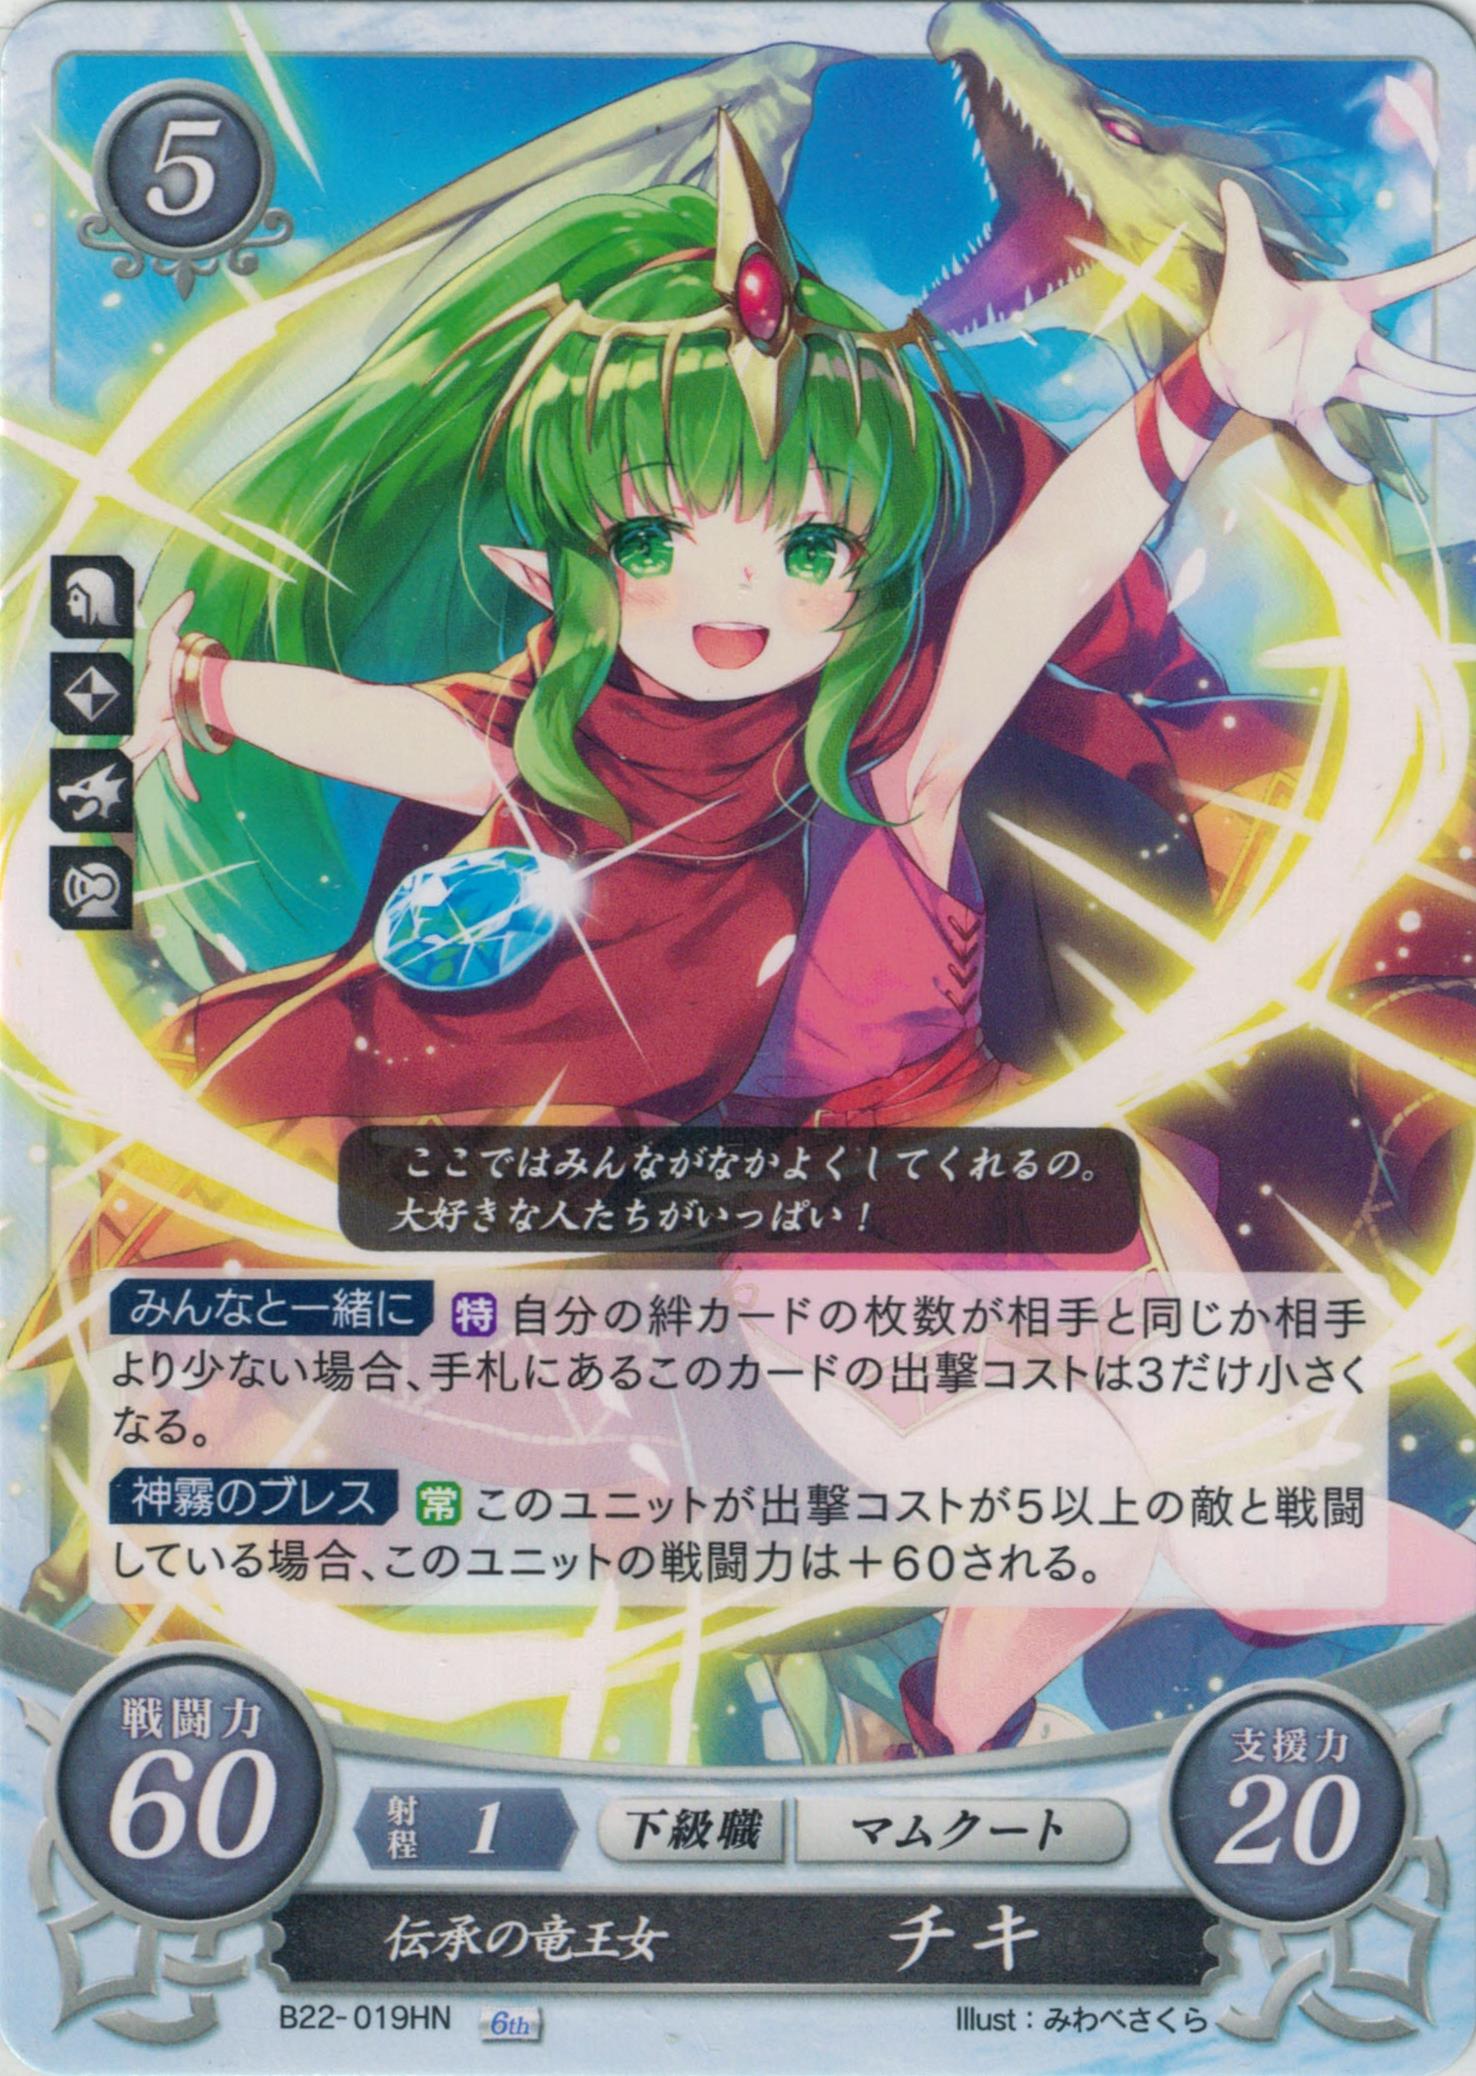 5
ここではみんながなかよくしてくれるの。
大好きな人たちがいっぱい！
みんなと一緒に 特 自分の絆カードの枚数が相手と同じか相手
より少ない場合、手札にあるこのカードの出撃コストは3だけ小さく
なる。
神霧のブレス 常 このユニットが出撃コストが5以上の敵と戦闘
している場合、このユニットの戦闘力は＋60される。
戦闘力
60
射程 1
下級職
マムクート
支援力
20
伝承の竜王女 チキ
B22-019HN 6th
Illust：みわべさくら